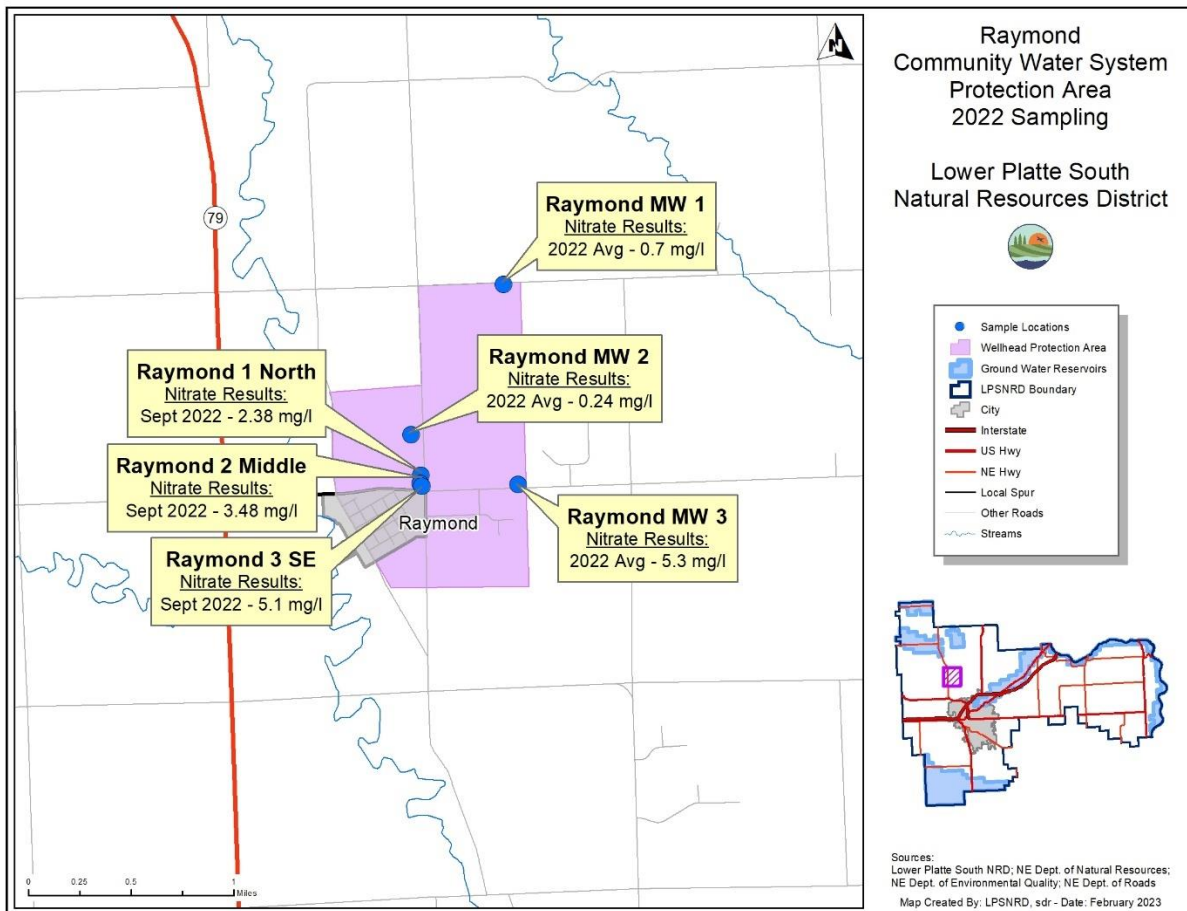 N
Raymond
Community Water System
Protection Area
2022 Sampling
Lower Platte South
Natural Resources District
79
Raymond MW 1
Nitrate Results:
2022 Avg - 0.7 mg/l
Raymond MW 2
Nitrate Results:
2022 Avg - 0.24 mg/l
Raymond 1 North
Nitrate Results:
Sept 2022 - 2.38 mg/l
Raymond 2 Middle
Nitrate Results:
Sept 2022 - 3.48 mg/l
Raymond 3 SE
Nitrate Results:
Sept 2022 - 5.1 mg/l
Raymond
Raymond MW 3
Nitrate Results:
2022 Avg - 5.3 mg/l
Sample Locations
Wellhead Protection Area
Ground Water Reservoirs
LPSNRD Boundary
City
Interstate
US Hwy
NE Hwy
Local Spur
Other Roads
Streams
0 0.25 0.5 1
Miles
Sources:
Lower Platte South NRD; NE Dept. of Natural Resources;
NE Dept. of Environmental Quality; NE Dept. of Roads
Map Created By: LPSNRD, sdr - Date: February 2023